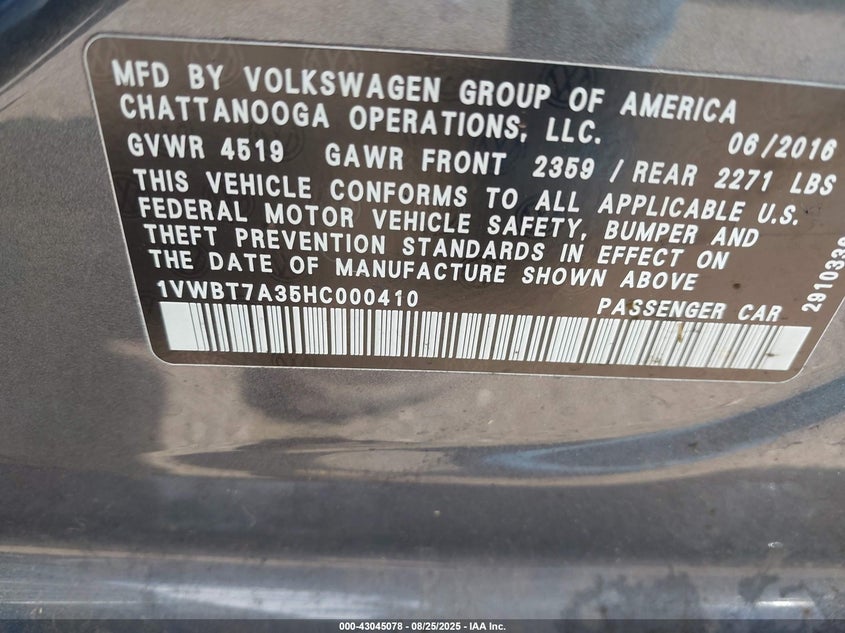 MFD BY VOLKSWAGEN GROUP OF AMERICA
CHATTANOOGA OPERATIONS, LLC. 06/2016
GVWR 4519 GAWR FRONT 2359 / REAR 2271 LBS
THIS VEHICLE CONFORMS TO ALL APPLICABLE U.S.
FEDERAL MOTOR VEHICLE SAFETY, BUMPER AND
THEFT PREVENTION STANDARDS IN EFFECT ON
THE DATE OF MANUFACTURE SHOWN ABOVE
1VWBT7A35HC000410 PASSENGER CAR
000-43045078 - 08/25/2025 - IAA Inc.